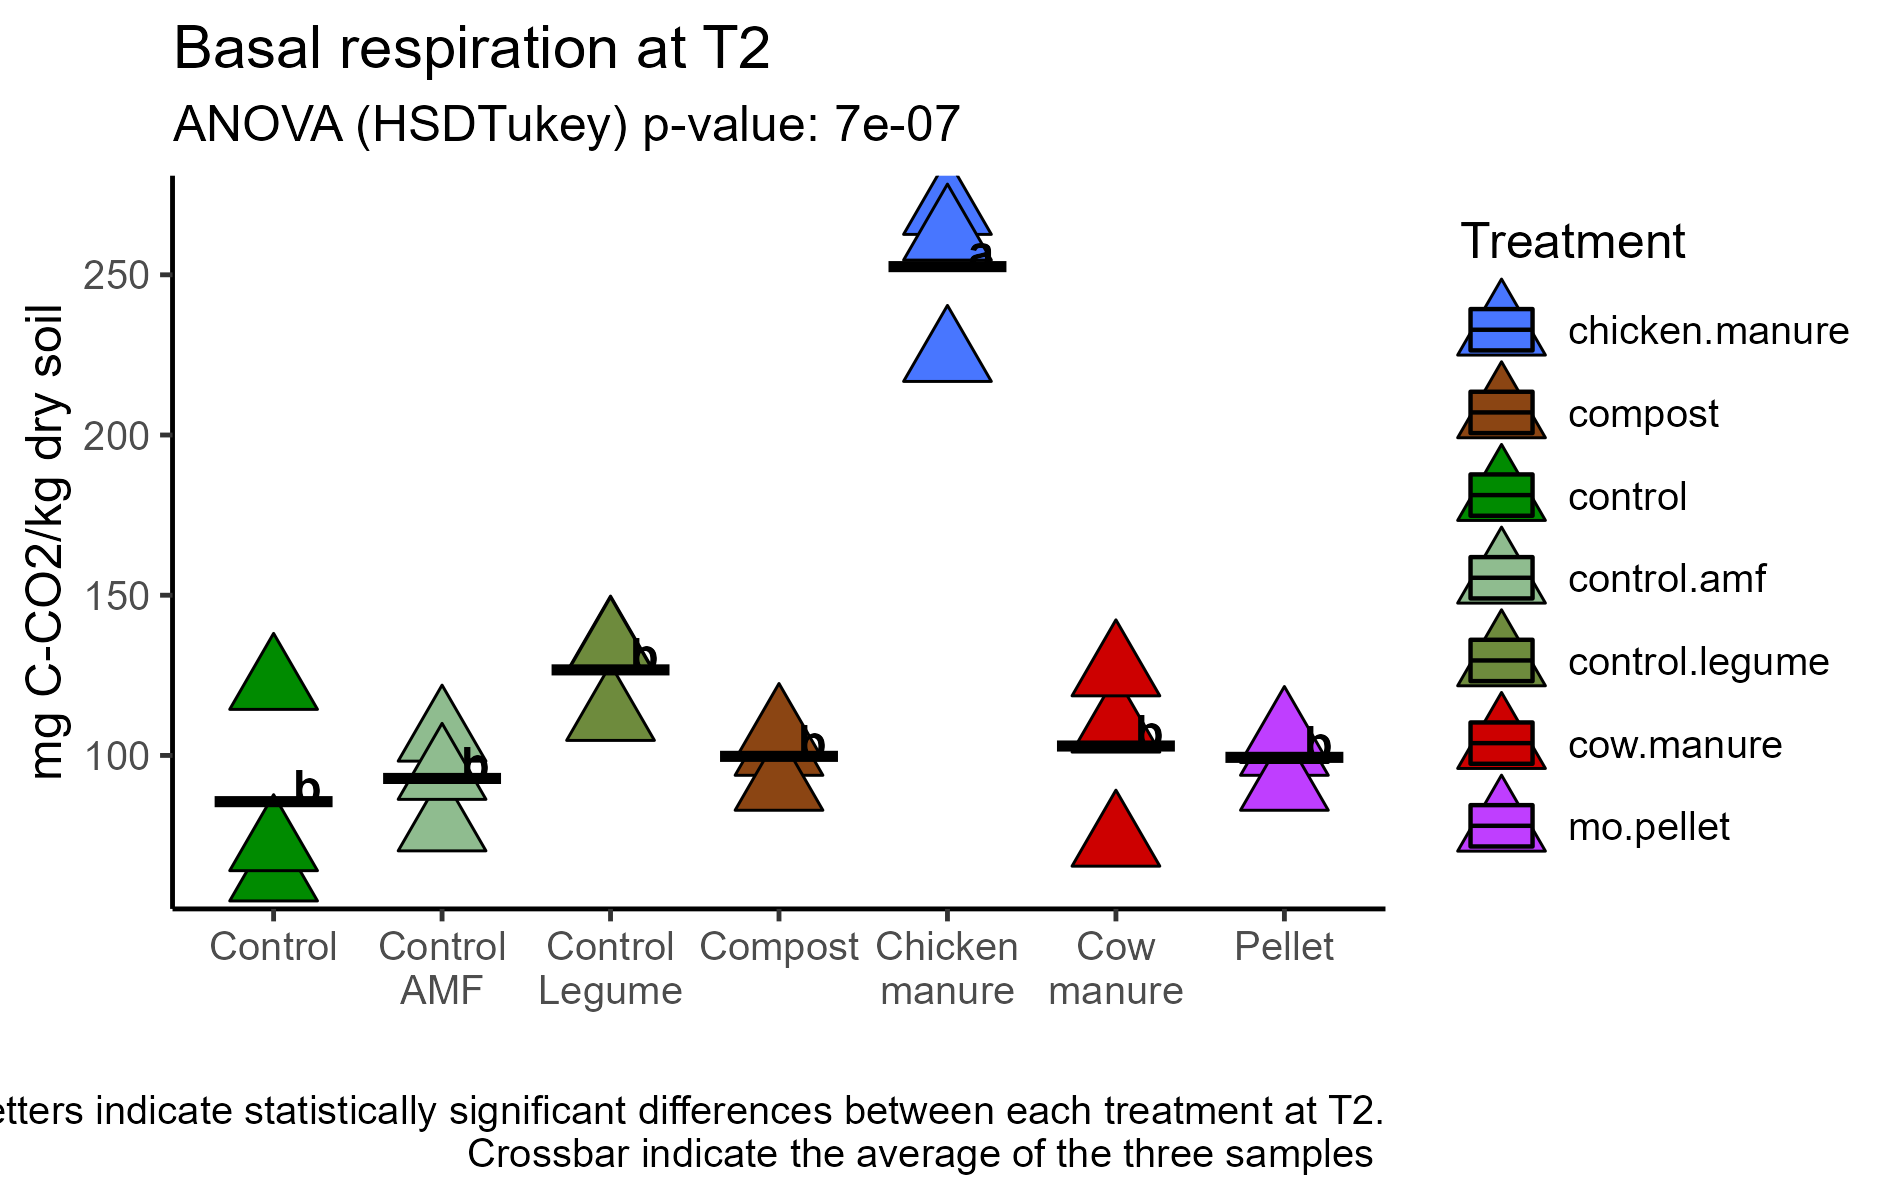 Basal respiration at T2
ANOVA (HSDTukey) p-value: 7e-07
mg C-CO2/kg dry soil
250
200
150
100
a
b
b
b
b
b
b
Control
Control
AMF
Control
Legume
Compost
Chicken
manure
Cow
manure
Pellet
Treatment
chicken.manure
compost
control
control.amf
control.legume
cow.manure
mo.pellet
etters indicate statistically significant differences between each treatment at T2.
Crossbar indicate the average of the three samples